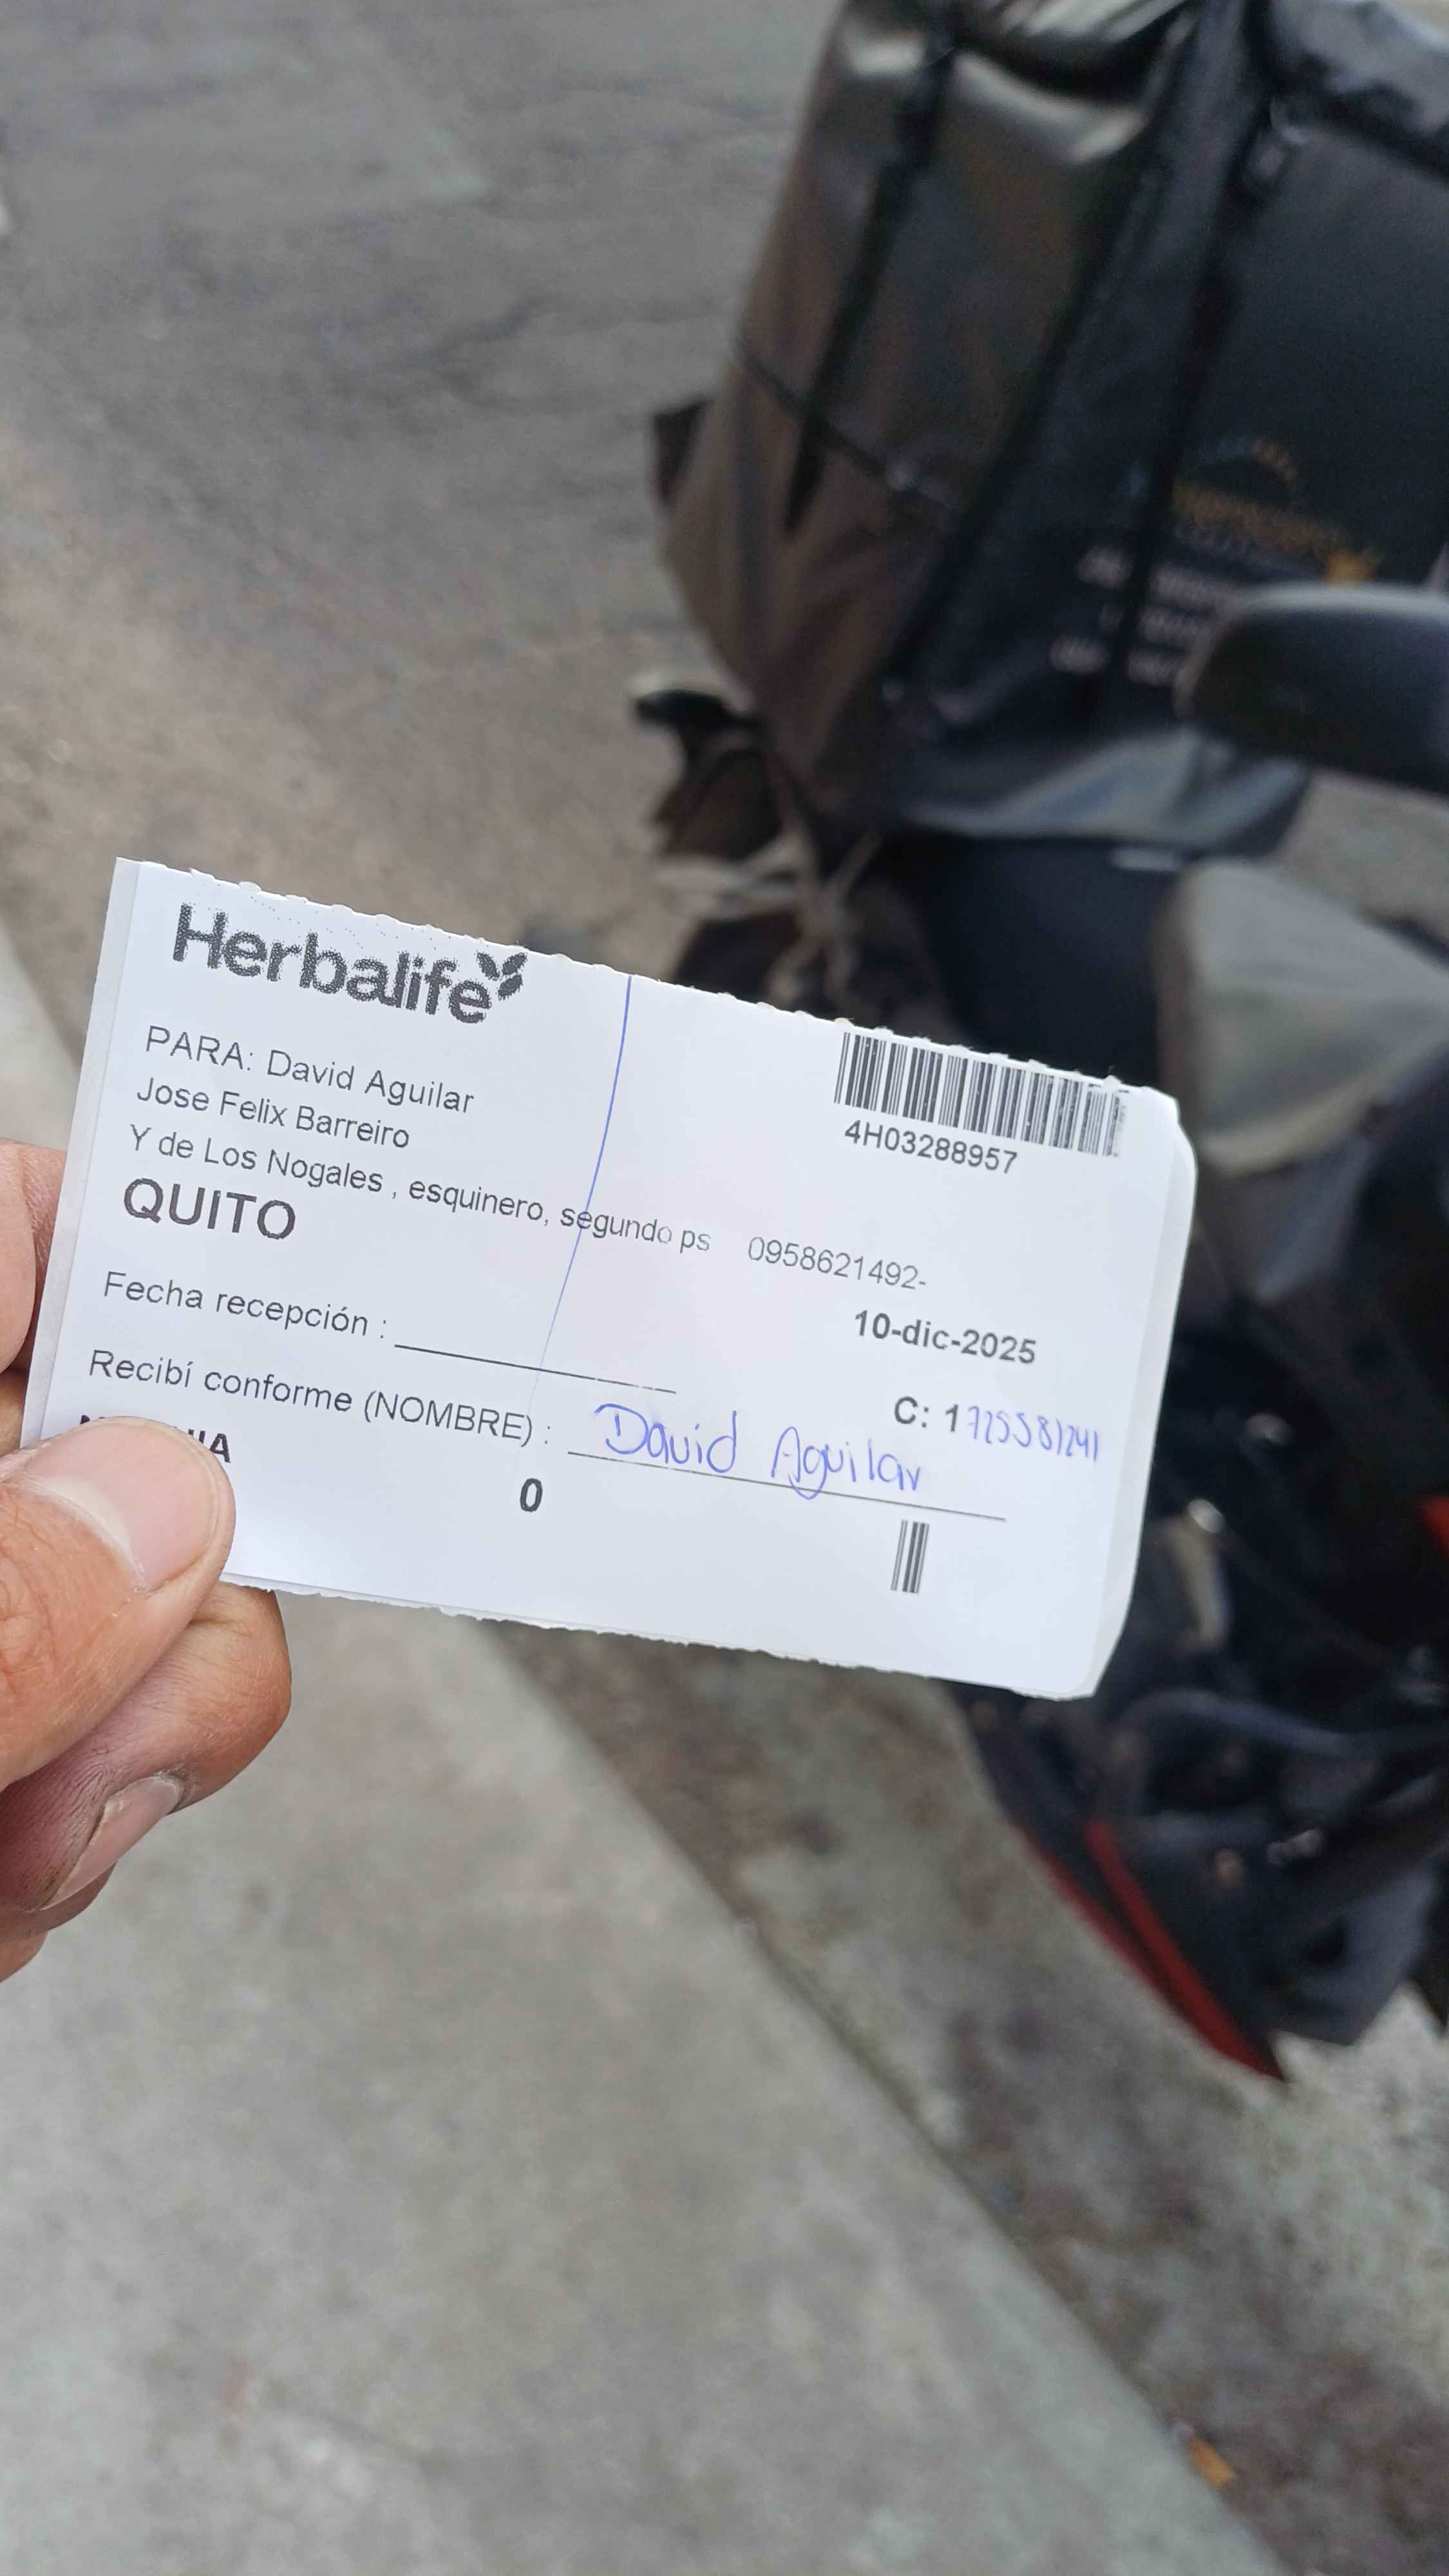 Herbalife
4H03288957
PARA: David Aguilar
Jose Felix Barreiro
Y de Los Nogales , esquinero, segundo ps 0958621492-
QUITO
10-dic-2025
Fecha recepción :
C: 1725581241
Recibí conforme (NOMBRE) : David Aguilar
0